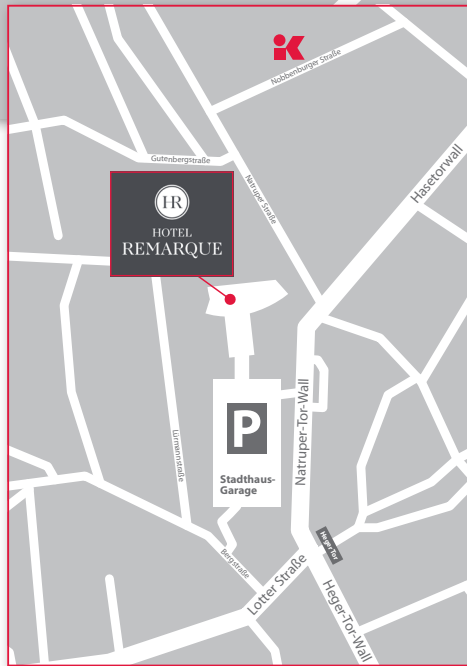 iK
Nobbenburger Straße
Hasetorwall
Gutenbergstraße
Natruper Straße
HR
HOTEL
REMARQUE
Natruper-Tor-Wall
P
Stadthaus-
Garage
Lürmannstraße
Bergstraße
Heger Tor
Lotter Straße
Heger-Tor-Wall